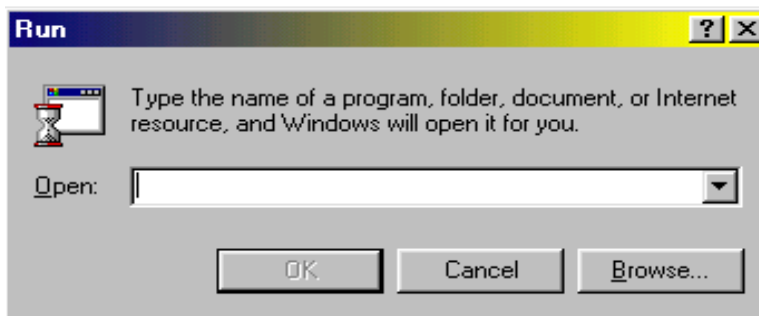 Run
Type the name of a program, folder, document, or Internet
resource, and Windows will open it for you.
Open:
OK Cancel Browse...